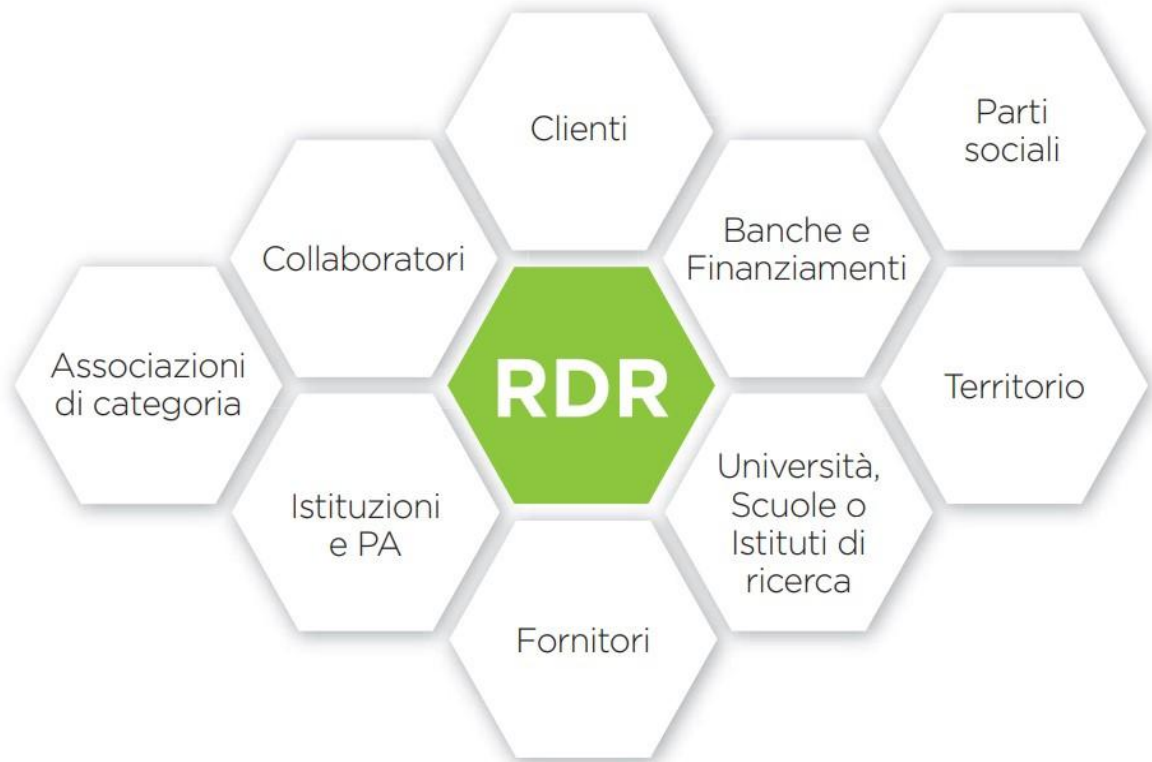 Clienti
Parti
sociali
Collaboratori
Banche e
Finanziamenti
Associazioni
di categoria
RDR
Territorio
Istituzioni
e PA
Università,
Scuole o
Istituti di
ricerca
Fornitori